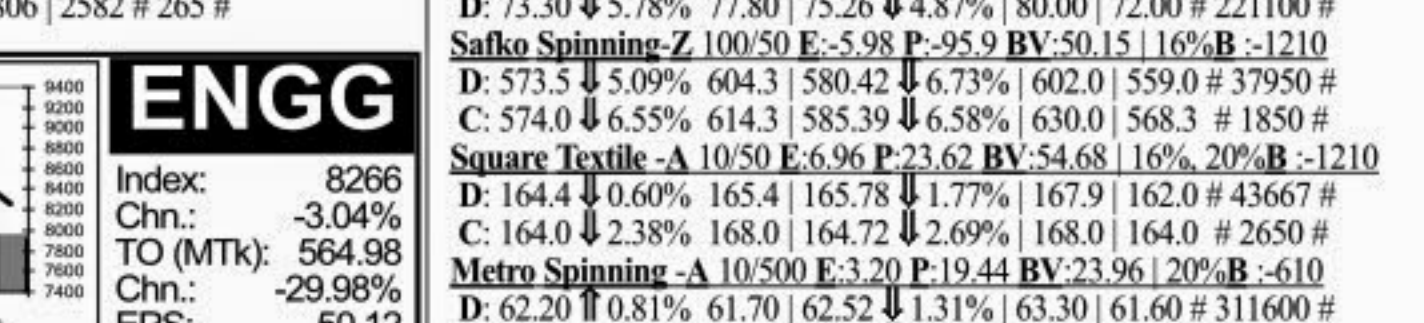 806 | 2582 # 265 #
9400
9200
9000
8800
8600
8400
8200
8000
7800
7600
7400
ENGG
Index: 8266
Chn.: -3.04%
TO (MTk): 564.98
Chn.: -29.98%
EPS: 59.12
D: 73.30 ⇓ 5.78% 77.80 | 75.26 ⇓ 4.87% | 80.00 | 72.00 # 221100 #
Safko Spinning-Z 100/50 E:-5.98 P:-95.9 BV:50.15 | 16%B :-1210
D: 573.5 ⇓ 5.09% 604.3 | 580.42 ⇓ 6.73% | 602.0 | 559.0 # 37950 #
C: 574.0 ⇓ 6.55% 614.3 | 585.39 ⇓ 6.58% | 630.0 | 568.3 # 1850 #
Square Textile -A 10/50 E:6.96 P:23.62 BV:54.68 | 16%, 20%B :-1210
D: 164.4 ⇓ 0.60% 165.4 | 165.78 ⇓ 1.77% | 167.9 | 162.0 # 43667 #
C: 164.0 ⇓ 2.38% 168.0 | 164.72 ⇓ 2.69% | 168.0 | 164.0 # 2650 #
Metro Spinning -A 10/500 E:3.20 P:19.44 BV:23.96 | 20%B :-610
D: 62.20 ⇑ 0.81% 61.70 | 62.52 ⇓ 1.31% | 63.30 | 61.60 # 311600 #